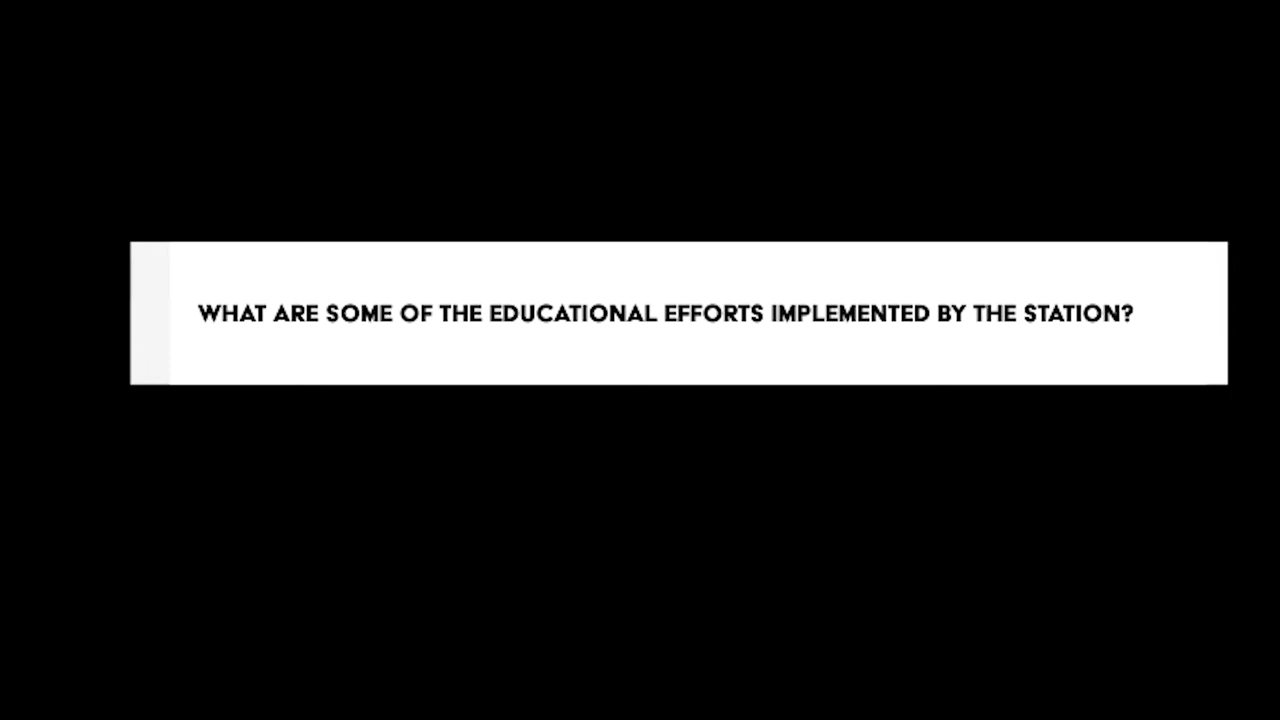 WHAT ARE SOME OF THE EDUCATIONAL EFFORTS IMPLEMENTED BY THE STATION?